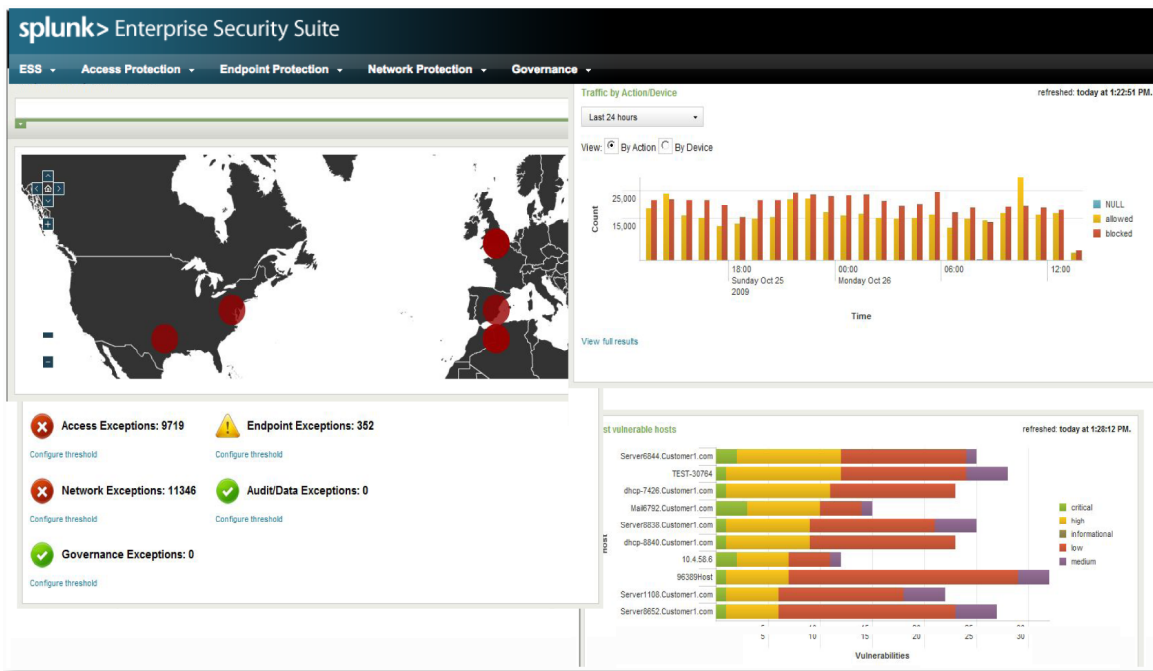 splunk> Enterprise Security Suite
ESS Access Protection Endpoint Protection Network Protection Governance
Traffic by Action/Device refreshed: today at 1:22:51 PM.
Last 24 hours
View: By Action By Device
25,000
15,000
Count
NULL
allowed
blocked
18:00 00:00 06:00 12:00
Sunday Oct 25 Monday Oct 26
2009
Time
View full results
Access Exceptions: 9719 Endpoint Exceptions: 352
Configure threshold Configure threshold
Network Exceptions: 11346 Audit/Data Exceptions: 0
Configure threshold Configure threshold
Governance Exceptions: 0
Configure threshold
st vulnerable hosts refreshed: today at 1:28:12 PM.
Server6844.Customer1.com
TEST-30764
dhcp-7426.Customer1.com
Mail6792.Customer1.com
Server8838.Customer1.com
dhcp-8840.Customer1.com
10.4.58.6
96389Host
Server1108.Customer1.com
Server8652.Customer1.com
host
critical
high
informational
low
medium
5 10 15 20 25 30
Vulnerabilities